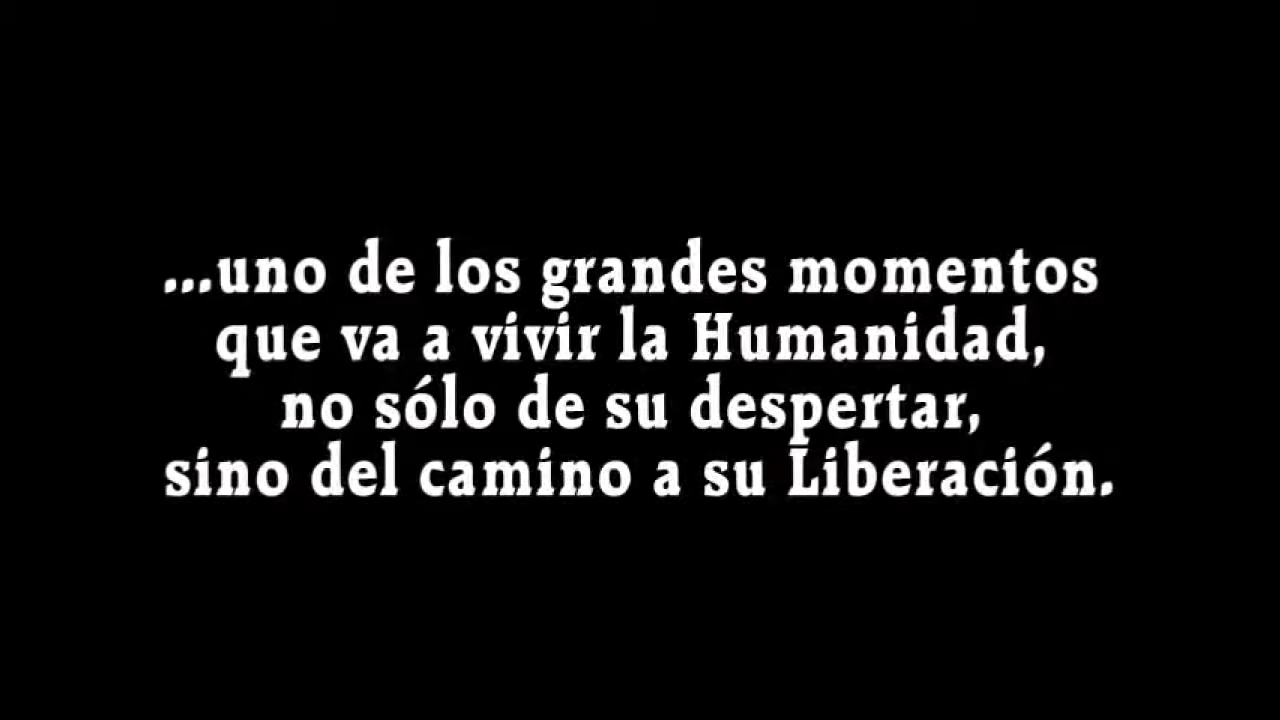 ...uno de los grandes momentos
que va a vivir la Humanidad,
no sólo de su despertar,
sino del camino a su Liberación.